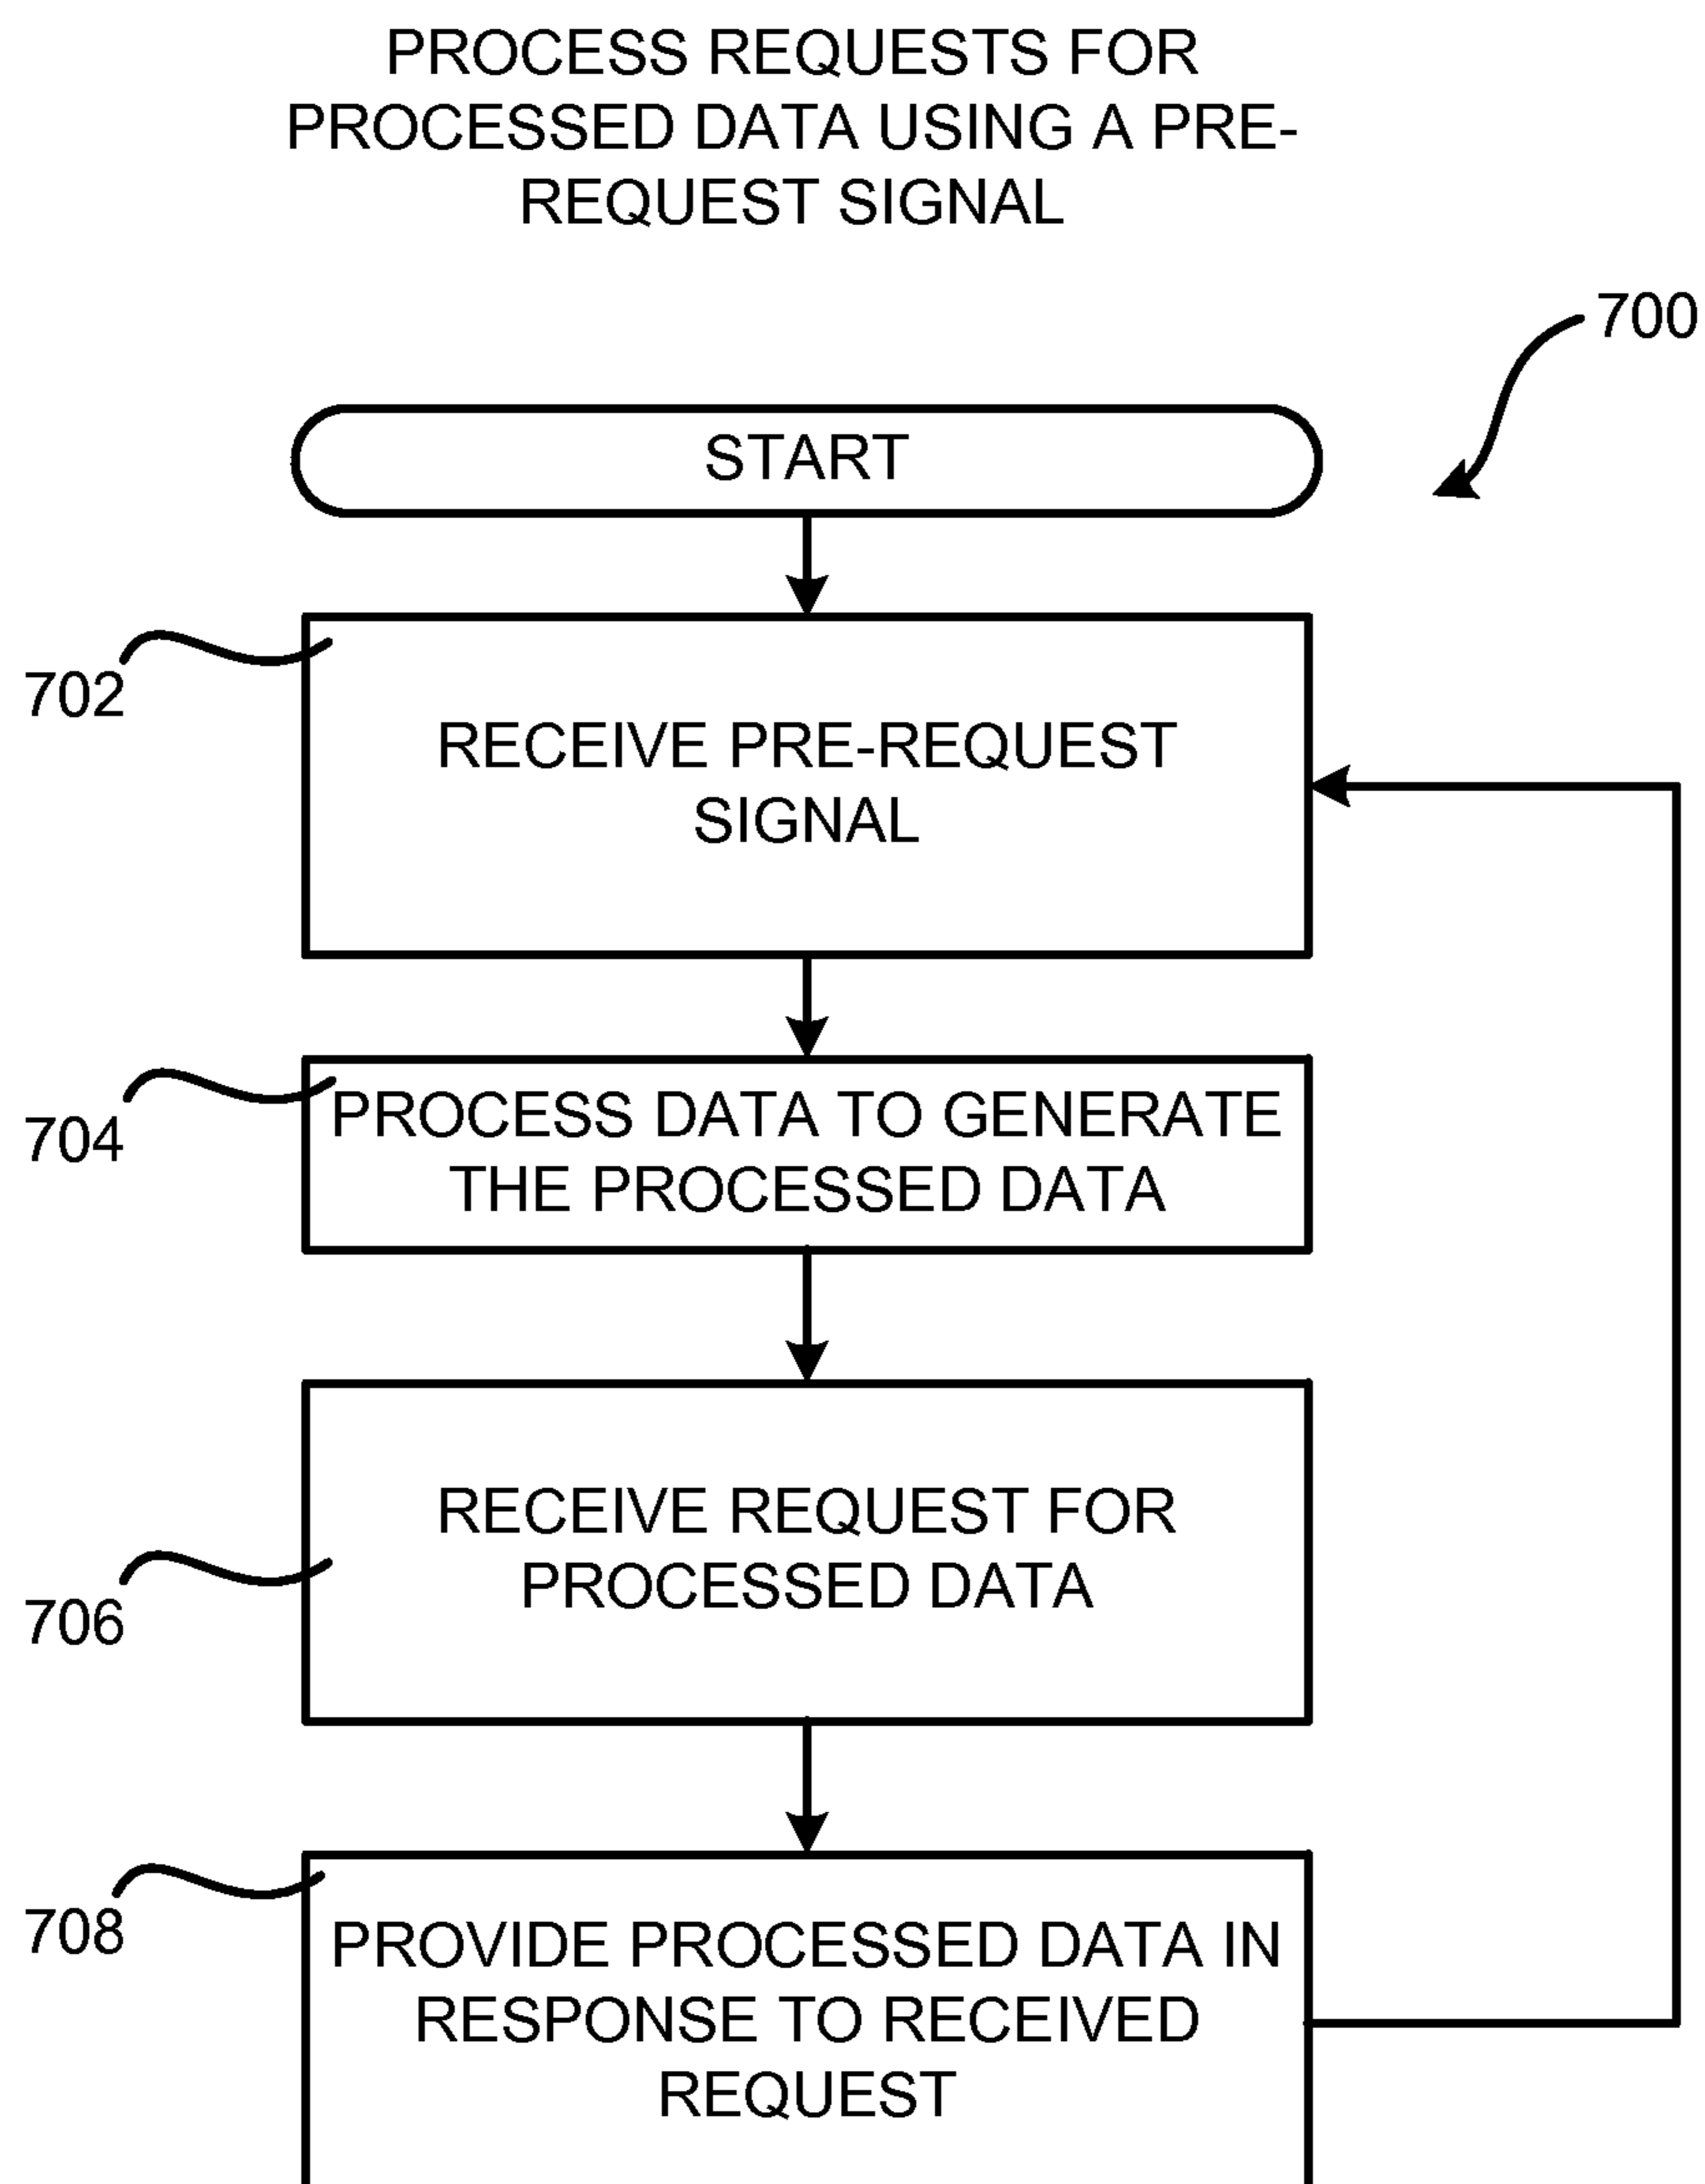 PROCESS REQUESTS FOR
PROCESSED DATA USING A PRE-
REQUEST SIGNAL
700
START
702
RECEIVE PRE-REQUEST
SIGNAL
704
PROCESS DATA TO GENERATE
THE PROCESSED DATA
706
RECEIVE REQUEST FOR
PROCESSED DATA
708
PROVIDE PROCESSED DATA IN
RESPONSE TO RECEIVED
REQUEST